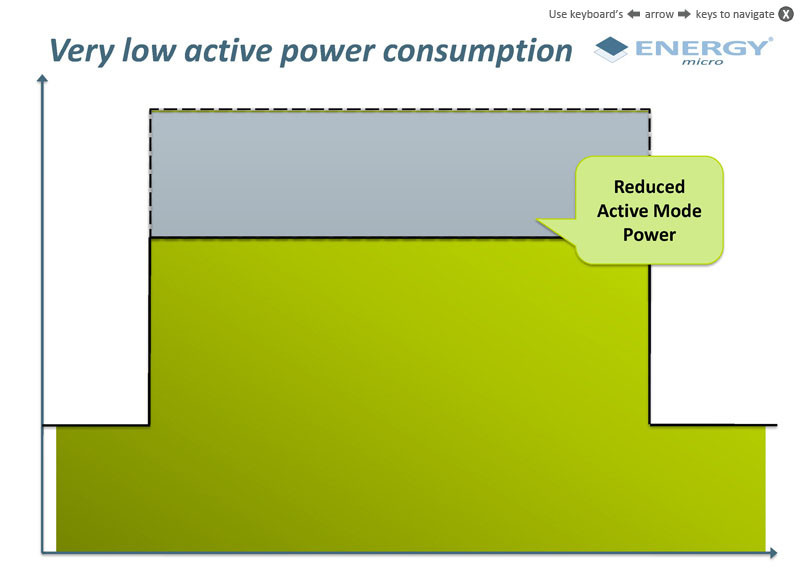 Use keyboard's arrow keys to navigate X
Very low active power consumption
ENERGY®
micro
Reduced
Active Mode
Power